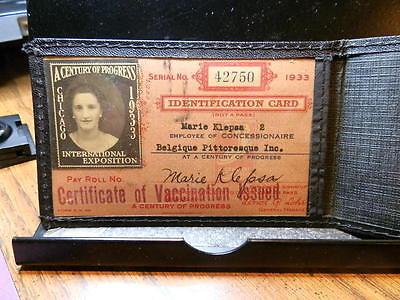 A CENTURY OF PROGRESS
CHICAGO
1933
INTERNATIONAL
EXPOSITION
SERIAL NO. 42750 1933
IDENTIFICATION CARD
(NOT A PASS)
Marie Klepsa 2
EMPLOYEE OF CONCESSIONAIRE
Belgique Pittoresque Inc.
AT A CENTURY OF PROGRESS
Marie Klepsa
PAY ROLL NO.
Certificate of Vaccination Issued
A CENTURY OF PROGRESS